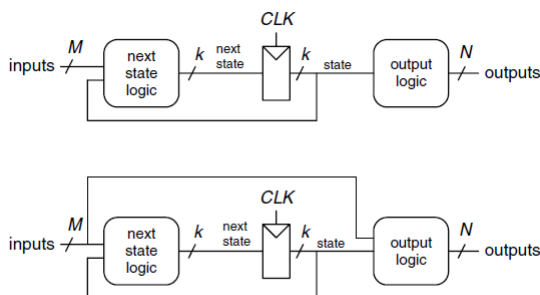 CLK
M next k next k N
inputs state state state output outputs
logic logic
CLK
M next k next k N
inputs state state state output outputs
logic logic